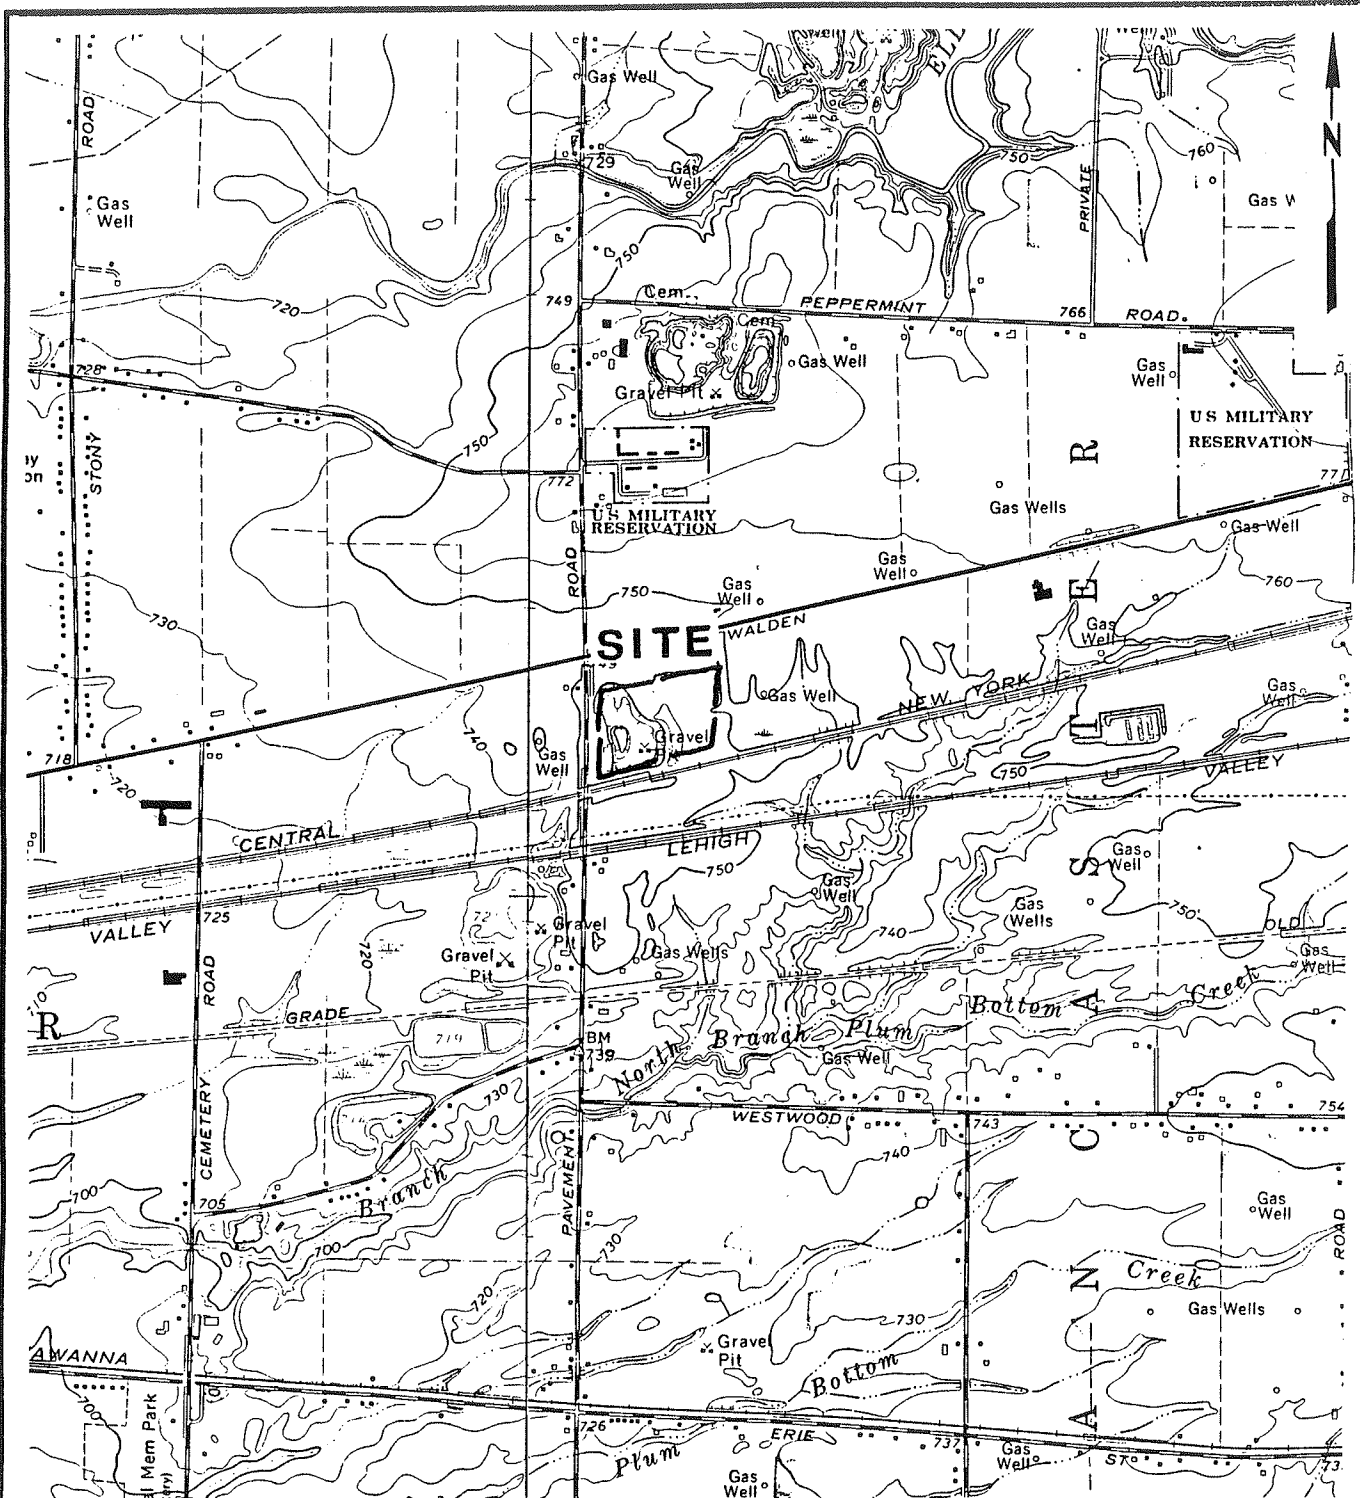 Well
Well
ROAD
Gas Well
N
729
Gas
Well
750
760
Gas
Well
PRIVATE
Gas W
750
720
749
Cem
PEPPERMINT
766
ROAD
Cem
728
Gas Well
Gas
Well
Gravel Pit
U S MILITARY
RESERVATION
750
R
STONY
772
77
U S MILITARY
RESERVATION
Gas Wells
Gas Well
ROAD
Gas
Well
750
Gas
Well
E
760
730
WALDEN
SITE
Gas
Well
Gas Well
NEW YORK
Gas
Well
740
Gravel
T
Gas
Well
718
750
VALLEY
720
CENTRAL
LEHIGH
750
Gas
Well
S
Gas
Well
725
VALLEY
Gas
Wells
750
OLD
Gravel
Pit
740
Gas Wells
Gravel
Pit
720
Gas
Well
ROAD
710
R
GRADE
Bottom
A
Creek
719
BM
739
North
Branch
Plum
Gas Well
CEMETERY
730
WESTWOOD
754
743
C
740
PAVEMENT
Branch
700
705
Gas
Well
ROAD
730
700
N
Creek
720
Gas Wells
730
Gravel
Pit
AWANNA
Bottom
700
A
726
ERIE
737
ST
73
Plum
Gas
Well
Gas
Well
al Mem Park